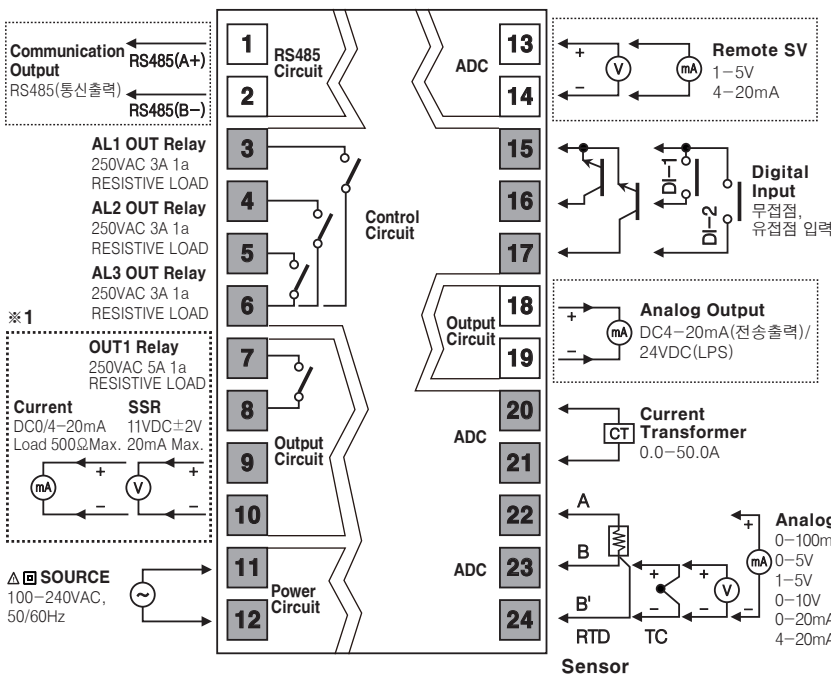 Communication
Output
RS485(통신출력)
RS485(A+)
RS485(B−)
AL1 OUT Relay
250VAC 3A 1a
RESISTIVE LOAD
AL2 OUT Relay
250VAC 3A 1a
RESISTIVE LOAD
AL3 OUT Relay
250VAC 3A 1a
RESISTIVE LOAD
※1
OUT1 Relay
250VAC 5A 1a
RESISTIVE LOAD
Current
DC0/4−20mA
Load 500ΩMax.
SSR
11VDC±2V
20mA Max.
mA
+
−
V
+
−
SOURCE
100−240VAC,
50/60Hz
1
2
3
4
5
6
7
8
9
10
11
12
RS485
Circuit
Control
Circuit
Output
Circuit
Power
Circuit
ADC
Output
Circuit
ADC
ADC
13
14
15
16
17
18
19
20
21
22
23
24
+
−
V
mA
Remote SV
1−5V
4−20mA
DI−1
DI−2
Digital
Input
무접점,
유접점 입력
+
−
mA
Analog Output
DC4−20mA(전송출력)/
24VDC(LPS)
CT
Current
Transformer
0.0−50.0A
A
B
B'
RTD
+
−
TC
+
−
V
+
−
mA
Analog
0−100m
0−5V
1−5V
0−10V
0−20mA
4−20mA
Sensor